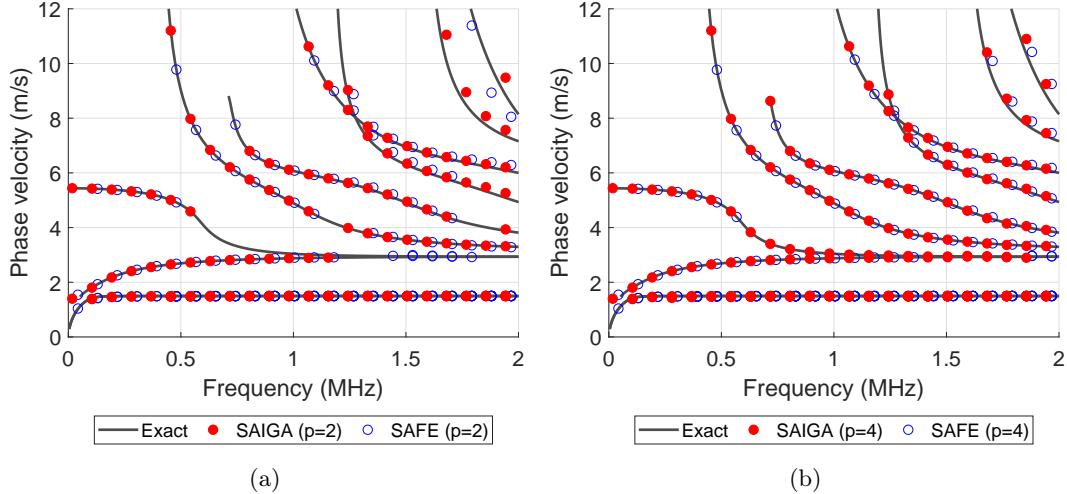 12
10
8
6
4
2
0
Phase velocity (m/s)
0 0.5 1 1.5 2
Frequency (MHz)
Exact SAIGA (p=2) SAFE (p=2)
(a)
12
10
8
6
4
2
0
Phase velocity (m/s)
0 0.5 1 1.5 2
Frequency (MHz)
Exact SAIGA (p=4) SAFE (p=4)
(b)